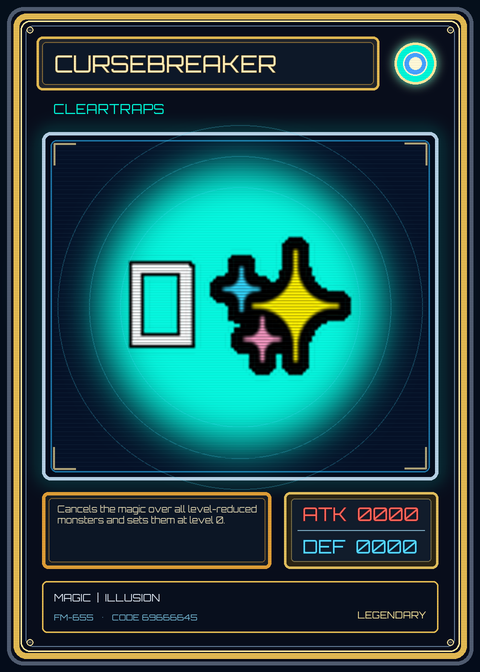 CURSEBREAKER
CLEARTRAPS
0
Cancels the magic over all level-reduced
monsters and sets them at level 0.
ATK 0000
DEF 0000
MAGIC | ILLUSION
FM-655 · CODE 69666645
LEGENDARY